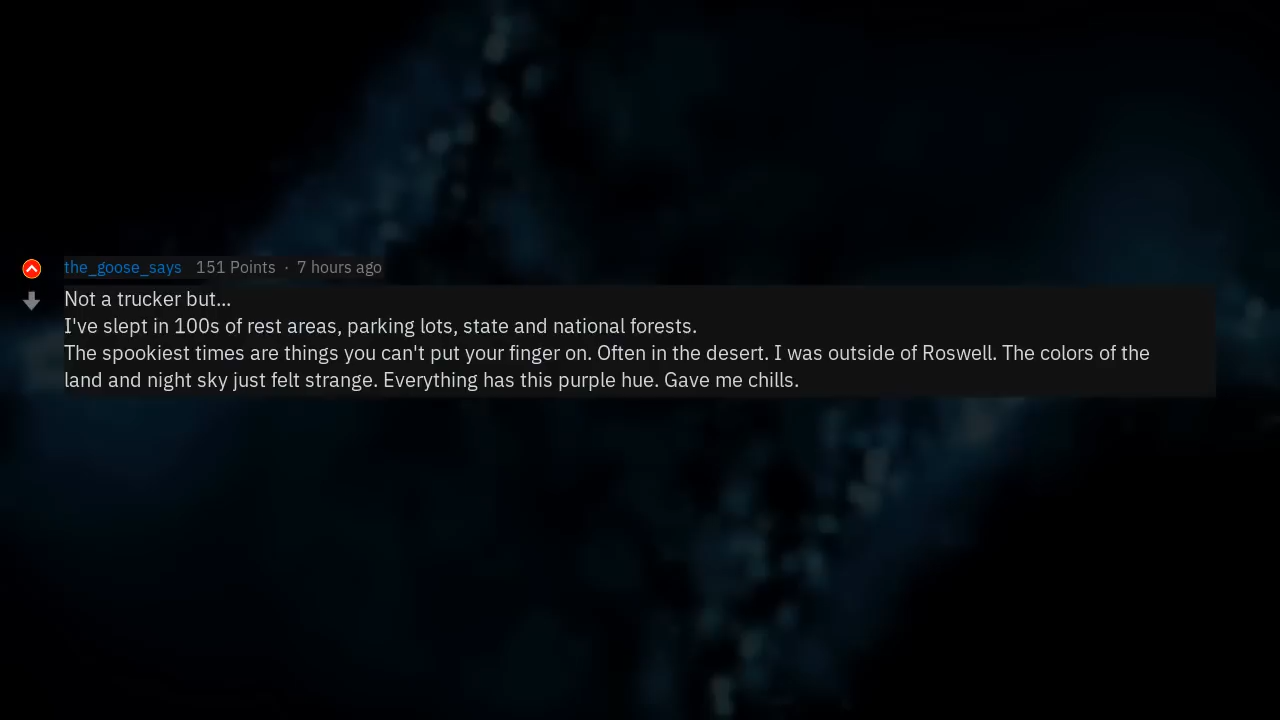 the_goose_says 151 Points · 7 hours ago
Not a trucker but...
I've slept in 100s of rest areas, parking lots, state and national forests.
The spookiest times are things you can't put your finger on. Often in the desert. I was outside of Roswell. The colors of the
land and night sky just felt strange. Everything has this purple hue. Gave me chills.